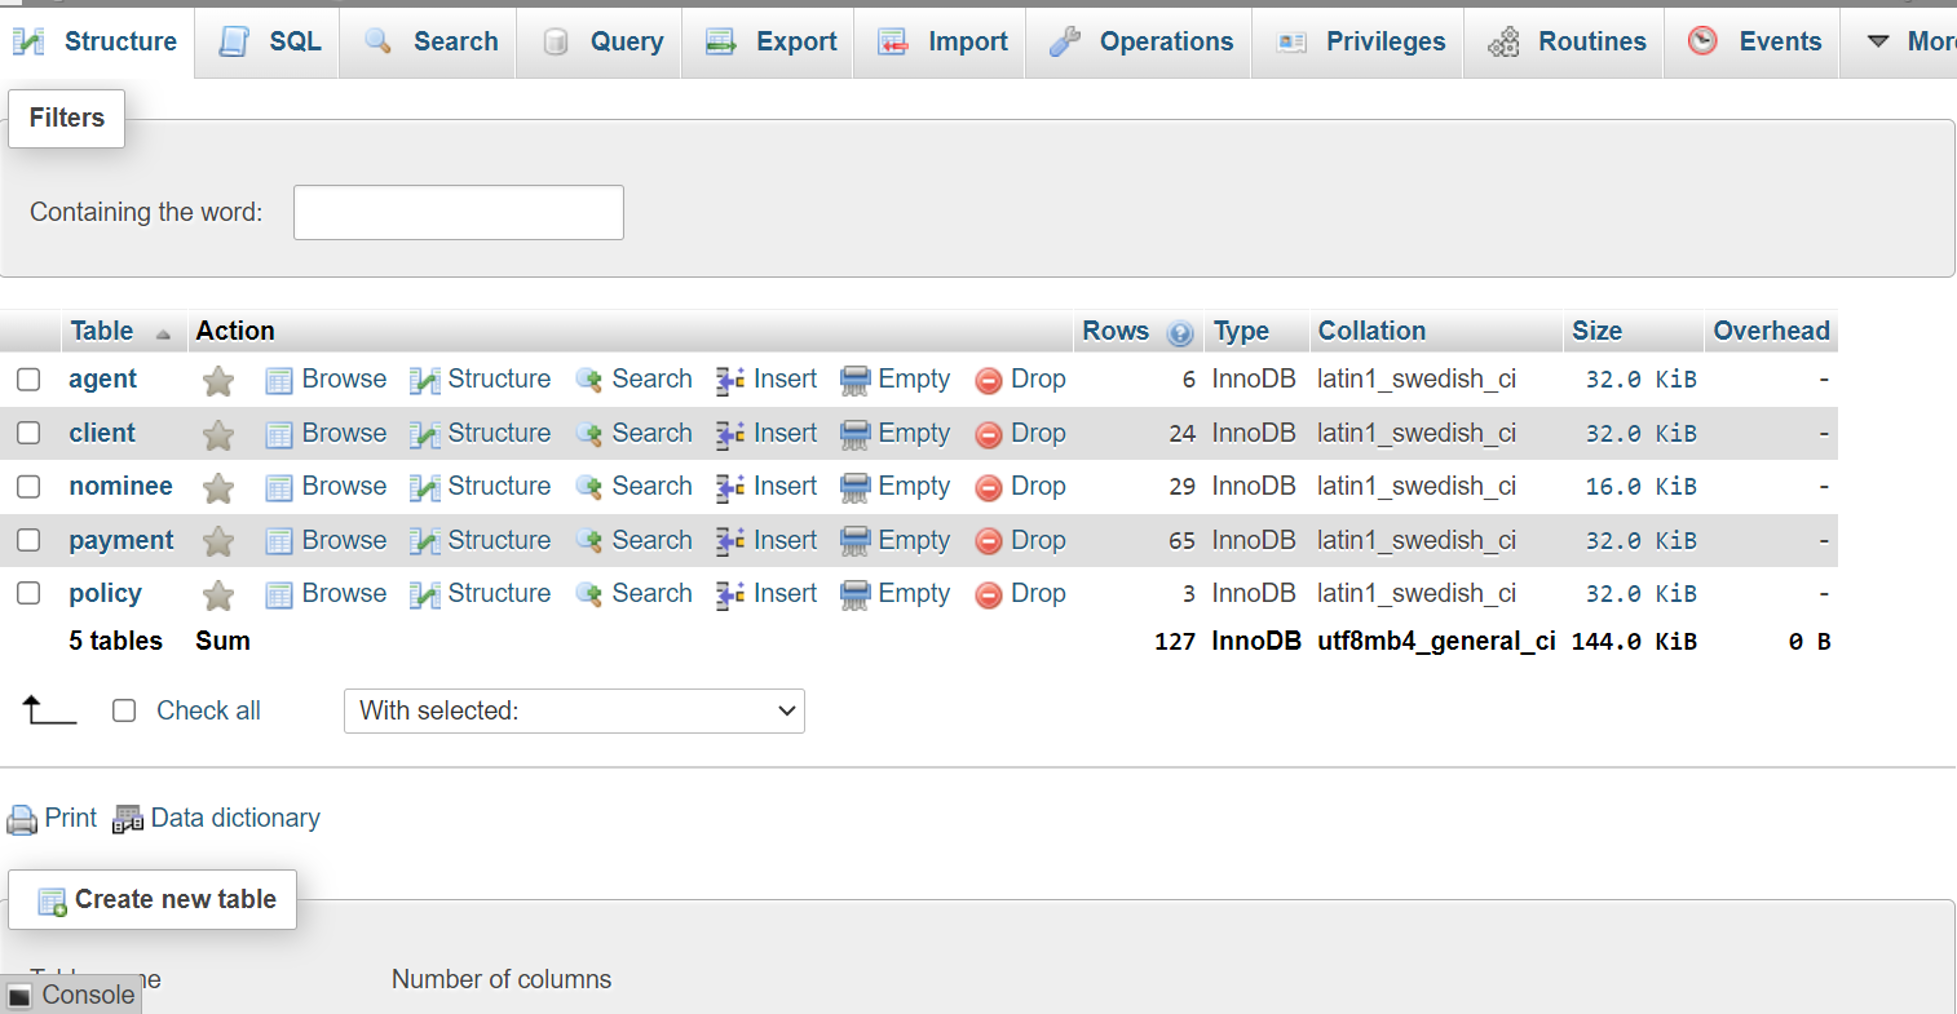 Structure SQL Search Query Export Import Operations Privileges Routines Events
Filters
Containing the word:
Table Action Rows Type Collation Size Overhead
agent Browse Structure Search Insert Empty Drop 6 InnoDB latin1_swedish_ci 32.0 KiB -
client Browse Structure Search Insert Empty Drop 24 InnoDB latin1_swedish_ci 32.0 KiB -
nominee Browse Structure Search Insert Empty Drop 29 InnoDB latin1_swedish_ci 16.0 KiB -
payment Browse Structure Search Insert Empty Drop 65 InnoDB latin1_swedish_ci 32.0 KiB -
policy Browse Structure Search Insert Empty Drop 3 InnoDB latin1_swedish_ci 32.0 KiB -
5 tables Sum 127 InnoDB utf8mb4_general_ci 144.0 KiB 0 B
Check all With selected:
Print Data dictionary
Create new table
Number of columns
Console